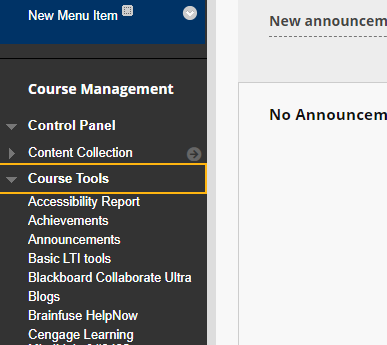 New Menu Item
Course Management
Control Panel
Content Collection
Course Tools
Accessibility Report
Achievements
Announcements
Basic LTI tools
Blackboard Collaborate Ultra
Blogs
Brainfuse HelpNow
Cengage Learning
New announcem
No Announcem